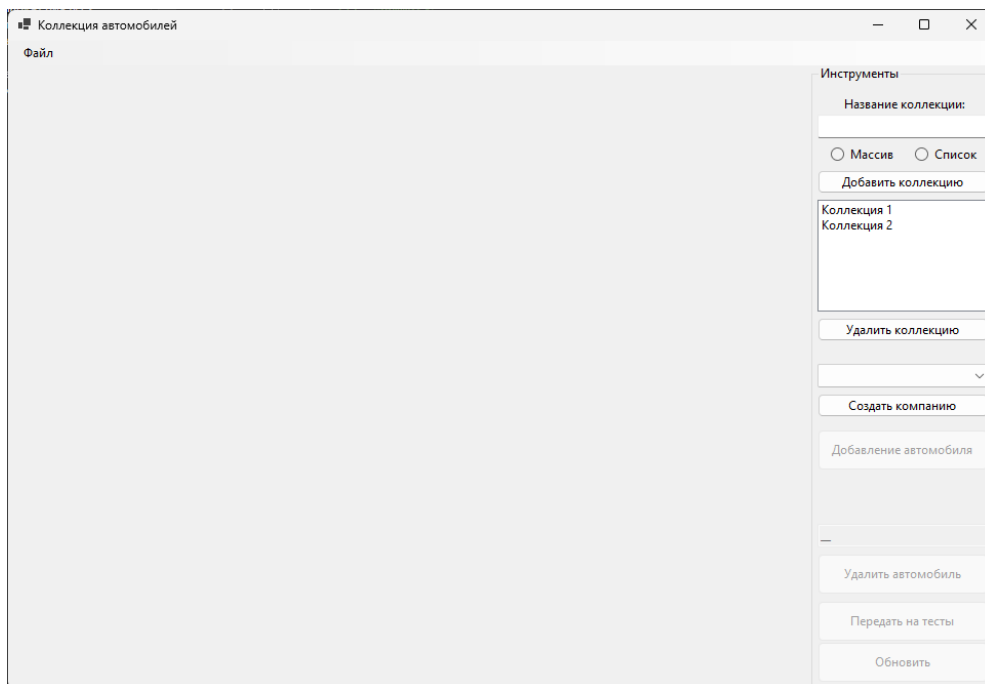 Коллекция автомобилей
Файл
Инструменты
Название коллекции:
Массив Список
Добавить коллекцию
Коллекция 1
Коллекция 2
Удалить коллекцию
Создать компанию
Добавление автомобиля
Удалить автомобиль
Передать на тесты
Обновить